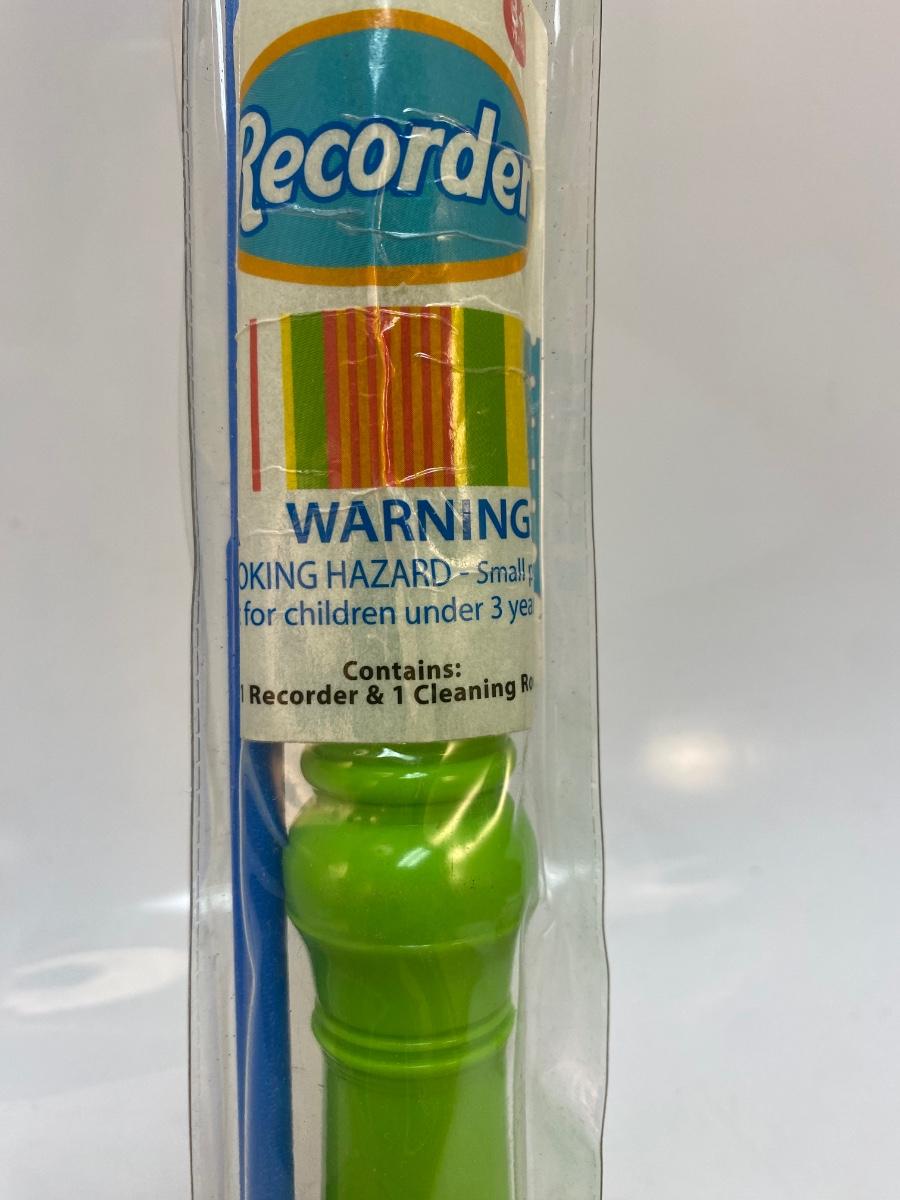 Recorder
WARNING
OKING HAZARD - Small
for children under 3 yea
Contains:
1 Recorder & 1 Cleaning Ro